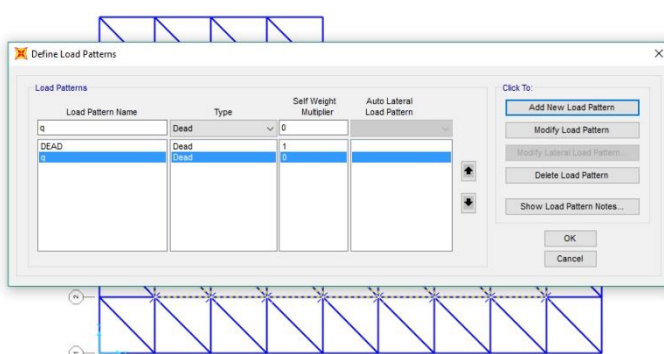 Define Load Patterns
Load Patterns
Click To:
Load Pattern Name
Type
Self Weight
Multiplier
Auto Lateral
Load Pattern
q
Dead
0
DEAD
Dead
1
q
Dead
0
Add New Load Pattern
Modify Load Pattern
Modify Lateral Load Pattern...
Delete Load Pattern
Show Load Pattern Notes...
OK
Cancel
2